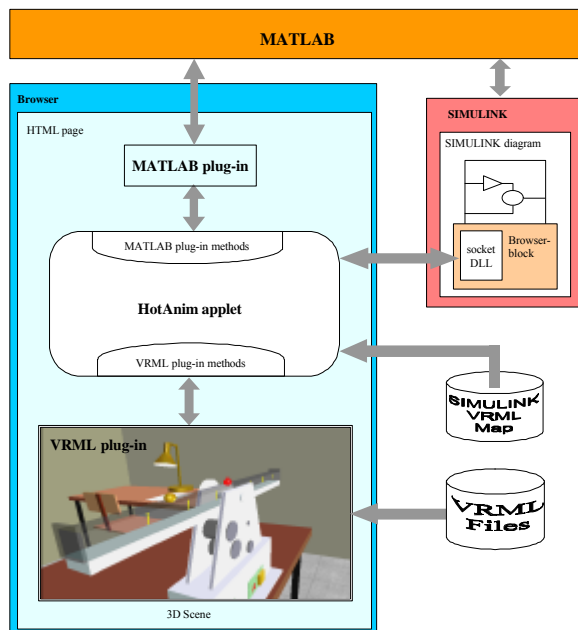 MATLAB
Browser
HTML page
MATLAB plug-in
MATLAB plug-in methods
HotAnim applet
VRML plug-in methods
VRML plug-in
3D Scene
SIMULINK
SIMULINK diagram
socket
DLL
Browser-
block
SIMULINK
VRML
Map
VRML
Files